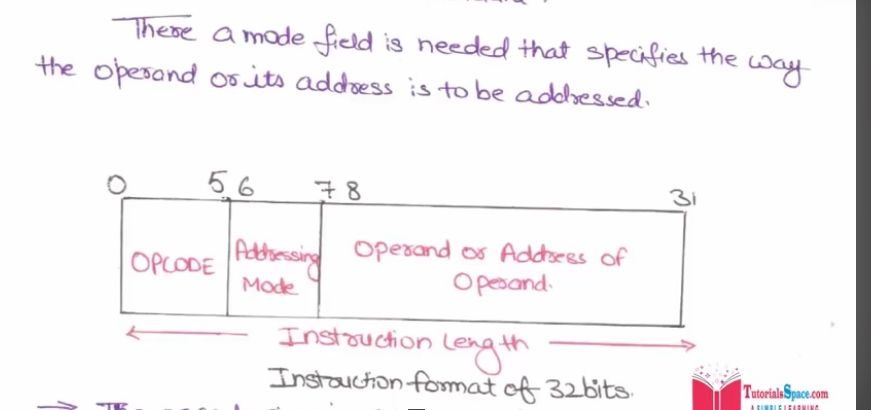 There a mode field is needed that specifies the way
the operand or its address is to be addressed.
0 5 6 7 8 31
OPCODE
Addressing
Mode
Operand or Address of
Operand.
Instruction Length
Instruction format of 32 bits.
TutorialsSpace.com
A SIMPLE LEARNING